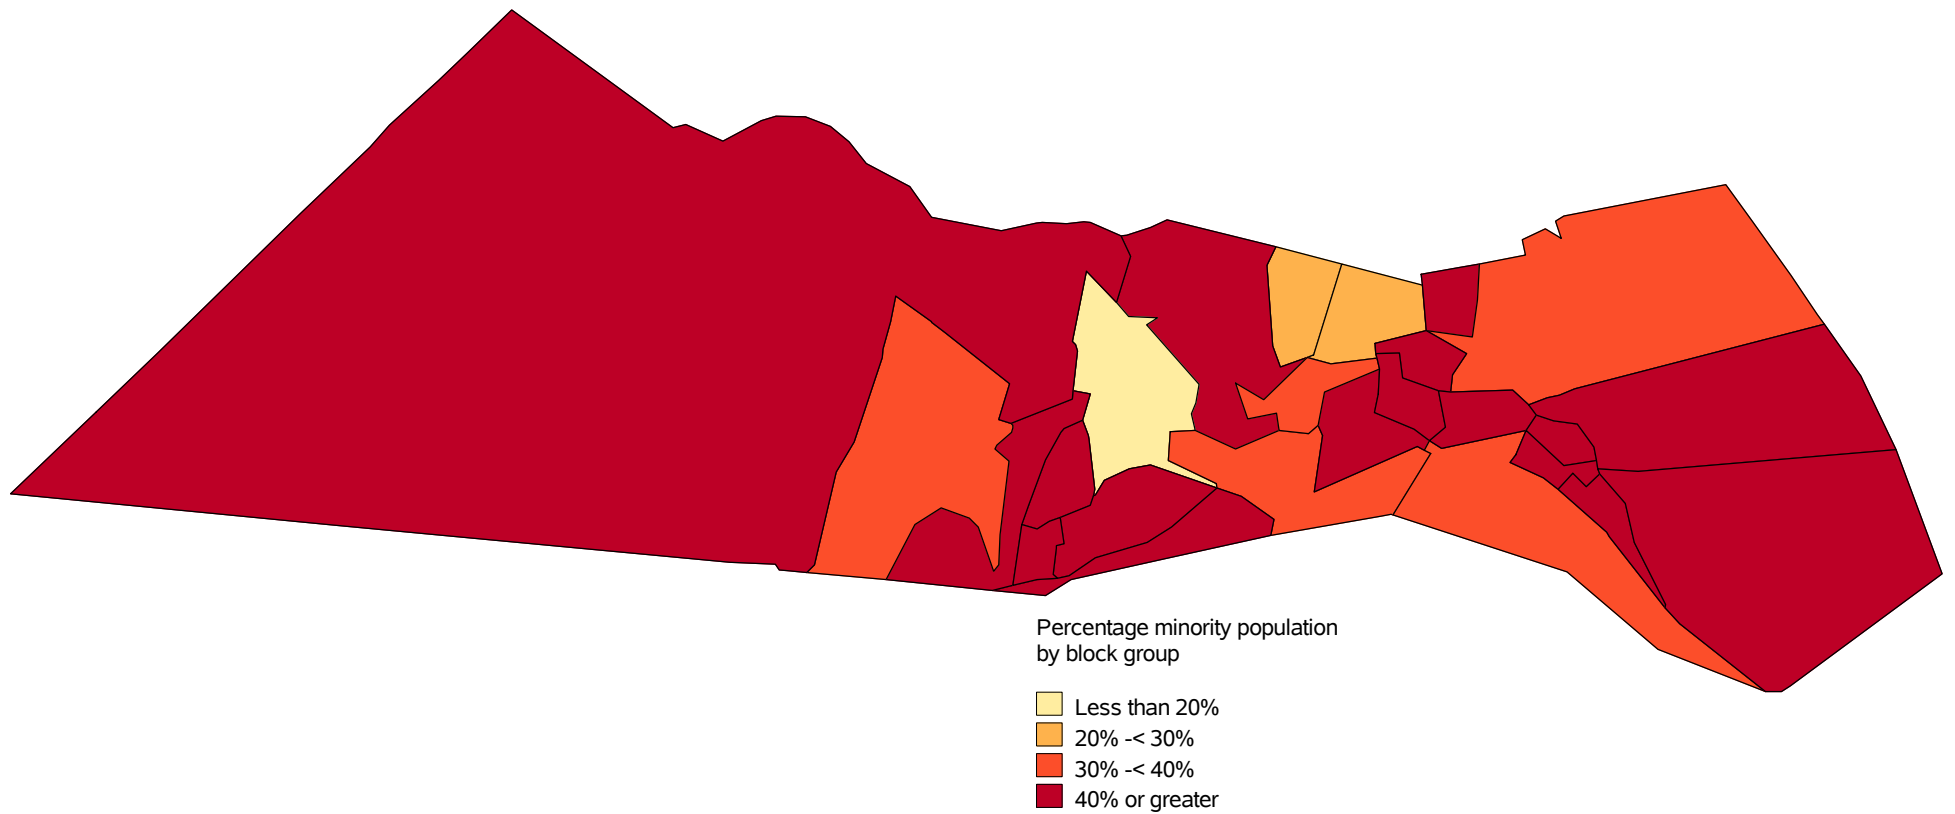 Percentage minority population
by block group
Less than 20%
20% -< 30%
30% -< 40%
40% or greater